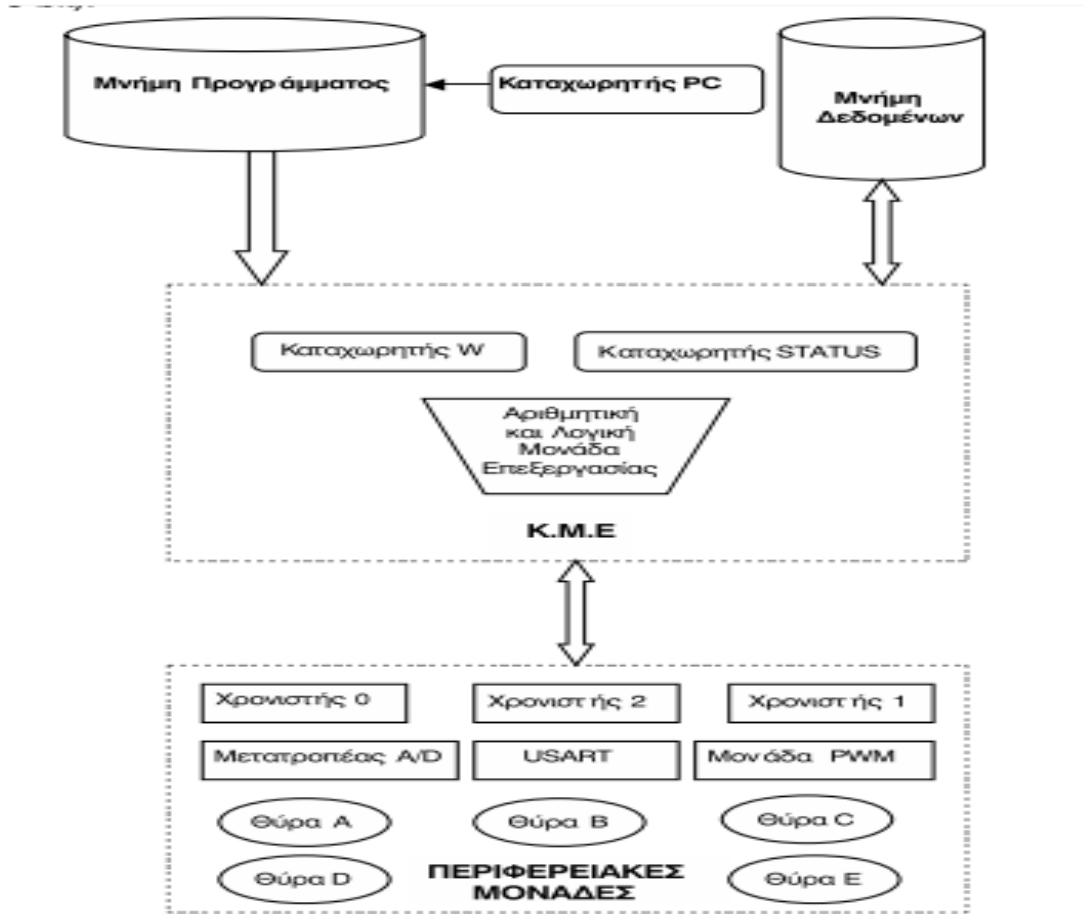 Μνήμη Προγράμματος
Καταχωρητής PC
Μνήμη
Δεδομένων
Καταχωρητής W
Καταχωρητής STATUS
Αριθμητική
και Λογική
Μονάδα
Επεξεργασίας
Κ.Μ.Ε
Χρονιστής 0
Χρονιστής 2
Χρονιστής 1
Μετατροπέας A/D
USART
Μονάδα PWM
Θύρα A
Θύρα B
Θύρα C
Θύρα D
ΠΕΡΙΦΕΡΕΙΑΚΕΣ
ΜΟΝΑΔΕΣ
Θύρα E